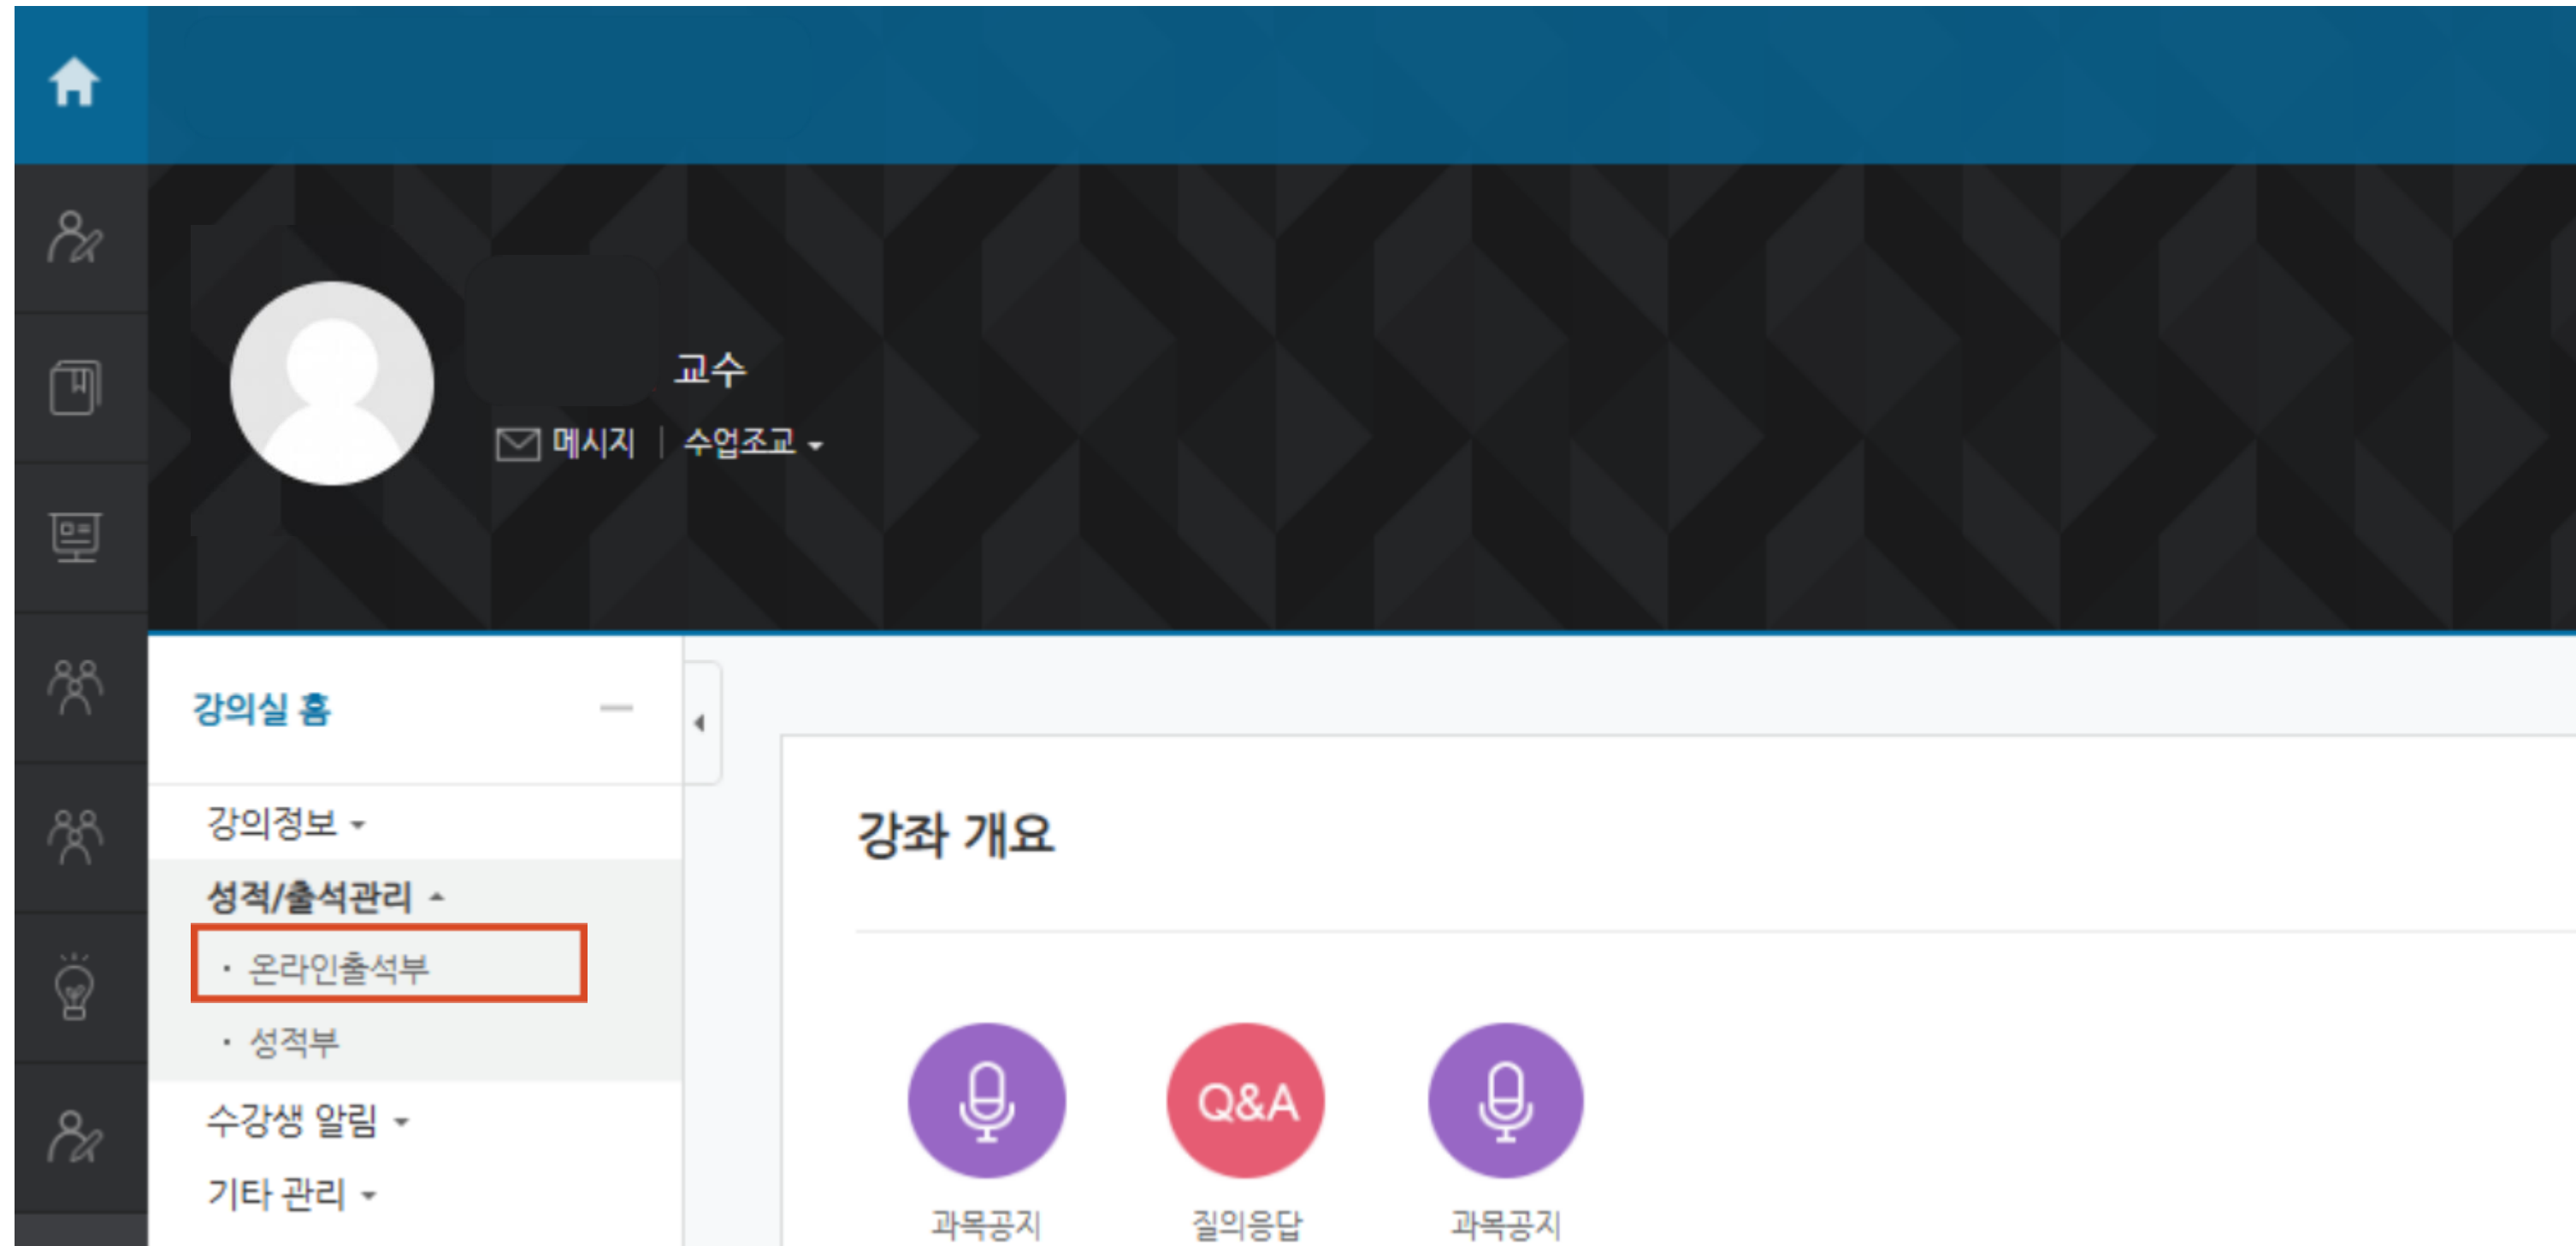 교수
메시지 | 수업조교
강의실 홈
강의정보
성적/출석관리
· 온라인출석부
· 성적부
수강생 알림
기타 관리
강좌 개요
Q&A
과목공지 질의응답 과목공지